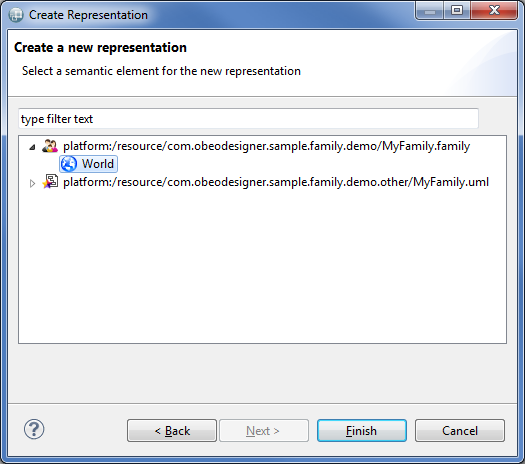 Create Representation
Create a new representation
Select a semantic element for the new representation
type filter text
platform:/resource/com.obeodesigner.sample.family.demo/MyFamily.family
World
platform:/resource/com.obeodesigner.sample.family.demo.other/MyFamily.uml
? < Back Next > Finish Cancel